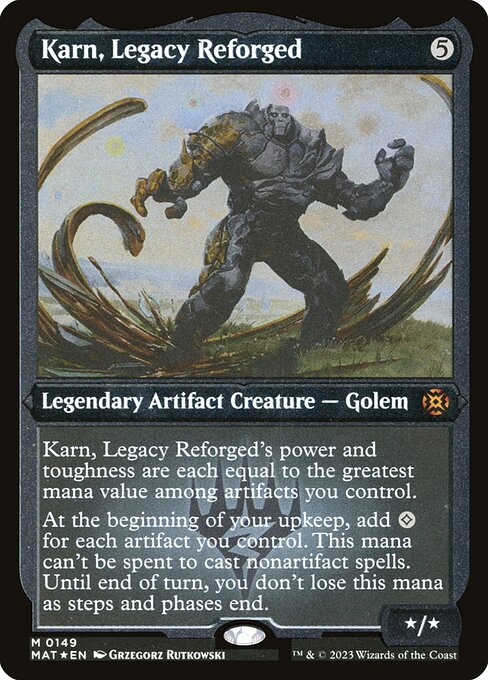 Karn, Legacy Reforged 5
Legendary Artifact Creature — Golem
Karn, Legacy Reforged's power and
toughness are each equal to the greatest
mana value among artifacts you control.
At the beginning of your upkeep, add
for each artifact you control. This mana
can't be spent to cast nonartifact spells.
Until end of turn, you don't lose this mana
as steps and phases end.
★/★
M 0149
MAT★EN Grzegorz Rutkowski ™ & © 2023 Wizards of the Coast